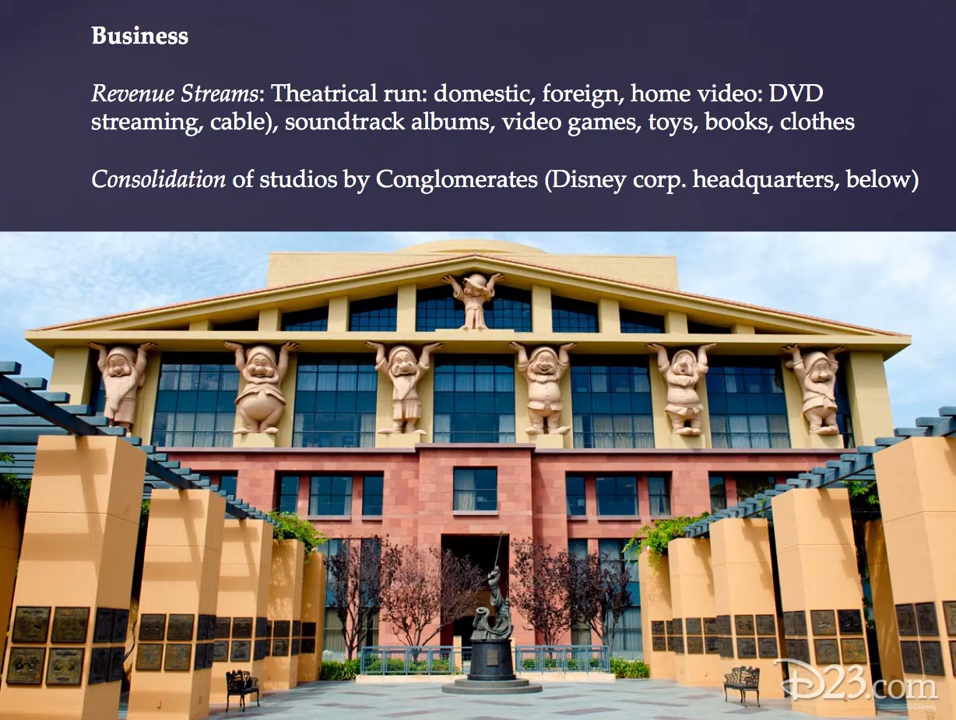 Business
Revenue Streams: Theatrical run: domestic, foreign, home video: DVD
streaming, cable), soundtrack albums, video games, toys, books, clothes
Consolidation of studios by Conglomerates (Disney corp. headquarters, below)
D23.com
© Disney